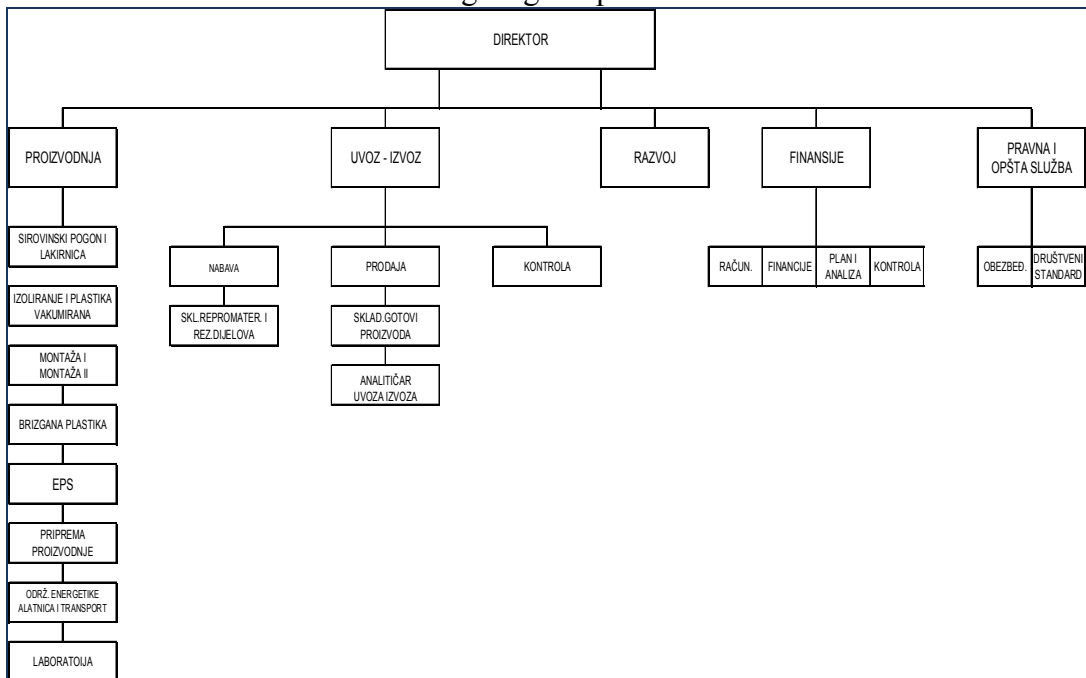 DIREKTOR
PROIZVODNJA
UVOZ - IZVOZ
RAZVOJ
FINANSIJE
PRAVNA I
OPŠTA SLUŽBA
SIROVINSKI POGON I
LAKIRNICA
IZOLIRANJE I PLASTIKA
VAKUMIRANA
MONTAŽA I
MONTAŽA II
BRIZGANA PLASTIKA
EPS
PRIPREMA
PROIZVODNJE
ODRŽ. ENERGETIKE
ALATNICA I TRANSPORT
LABORATOIJA
NABAVA
SKL.REPROMATER. I
REZ.DIJELOVA
PRODAJA
SKLAD.GOTOVI
PROIZVODA
ANALITIČAR
UVOZA IZVOZA
KONTROLA
RAČUN.
FINANCIJE
PLAN I
ANALIZA
KONTROLA
OBEZBEĐ.
DRUŠTVENI
STANDARD